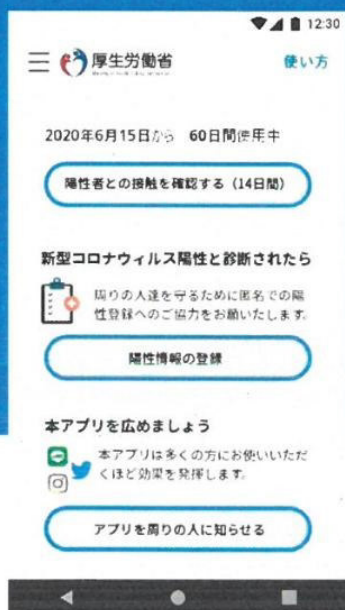 12:30
厚生労働省
使い方
2020年6月15日から 60日間使用中
陽性者との接触を確認する（14日間）
新型コロナウィルス陽性と診断されたら
周りの人達を守るために匿名での陽
性登録へのご協力をお願いいたします
陽性情報の登録
本アプリを広めましょう
本アプリは多くの方にお使いいただ
くほど効果を発揮します。
アプリを周りの人に知らせる